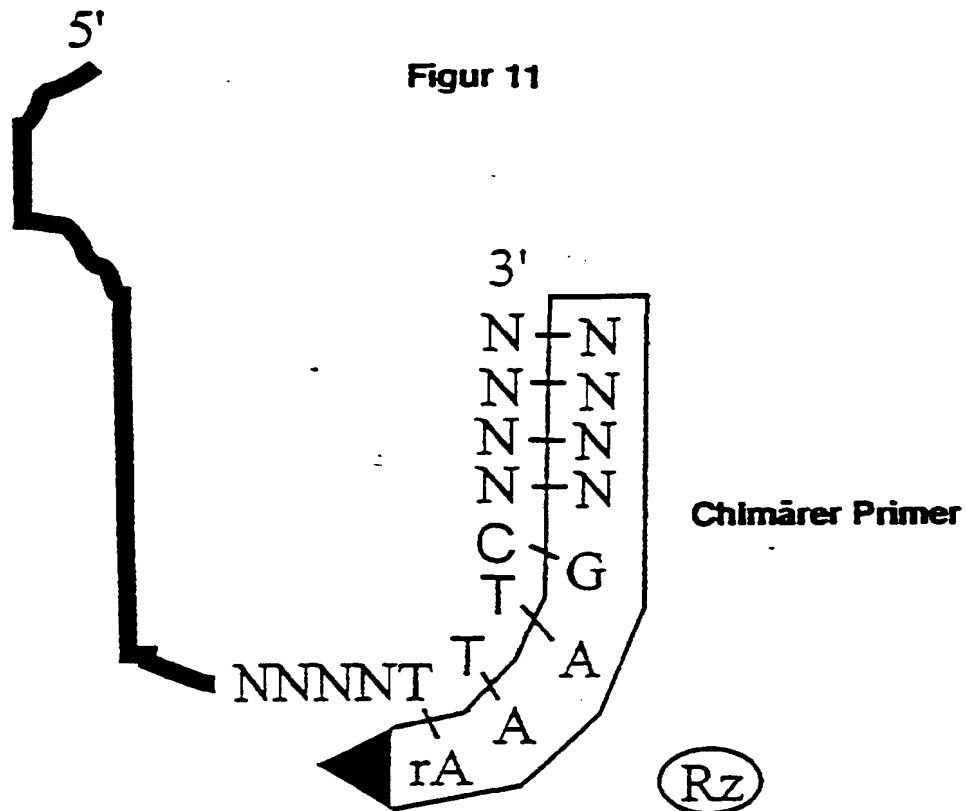 5'
Figur 11
3'
N N
N N
N N
N N
C G
T A
T A
NNNNT
rA
Chimärer Primer
Rz